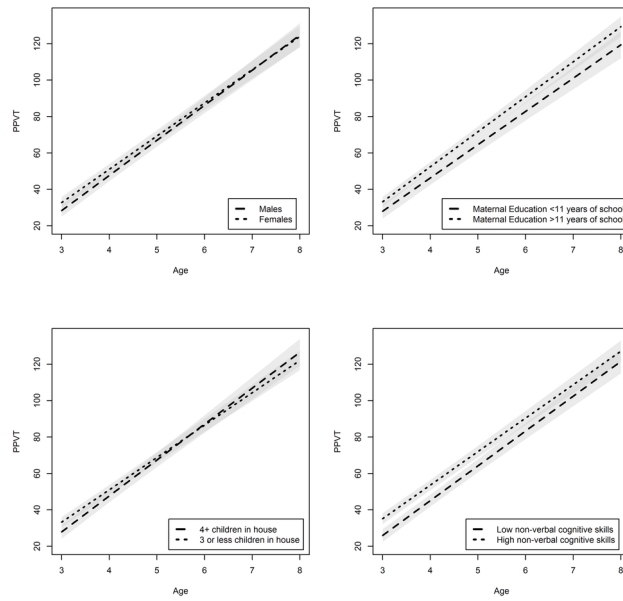 PPVT
120
100
80
60
40
20
Males
Females
3 4 5 6 7 8
Age
PPVT
120
100
80
60
40
20
Maternal Education <11 years of school
Maternal Education >11 years of school
3 4 5 6 7 8
Age
PPVT
120
100
80
60
40
20
4+ children in house
3 or less children in house
3 4 5 6 7 8
Age
PPVT
120
100
80
60
40
20
Low non-verbal cognitive skills
High non-verbal cognitive skills
3 4 5 6 7 8
Age